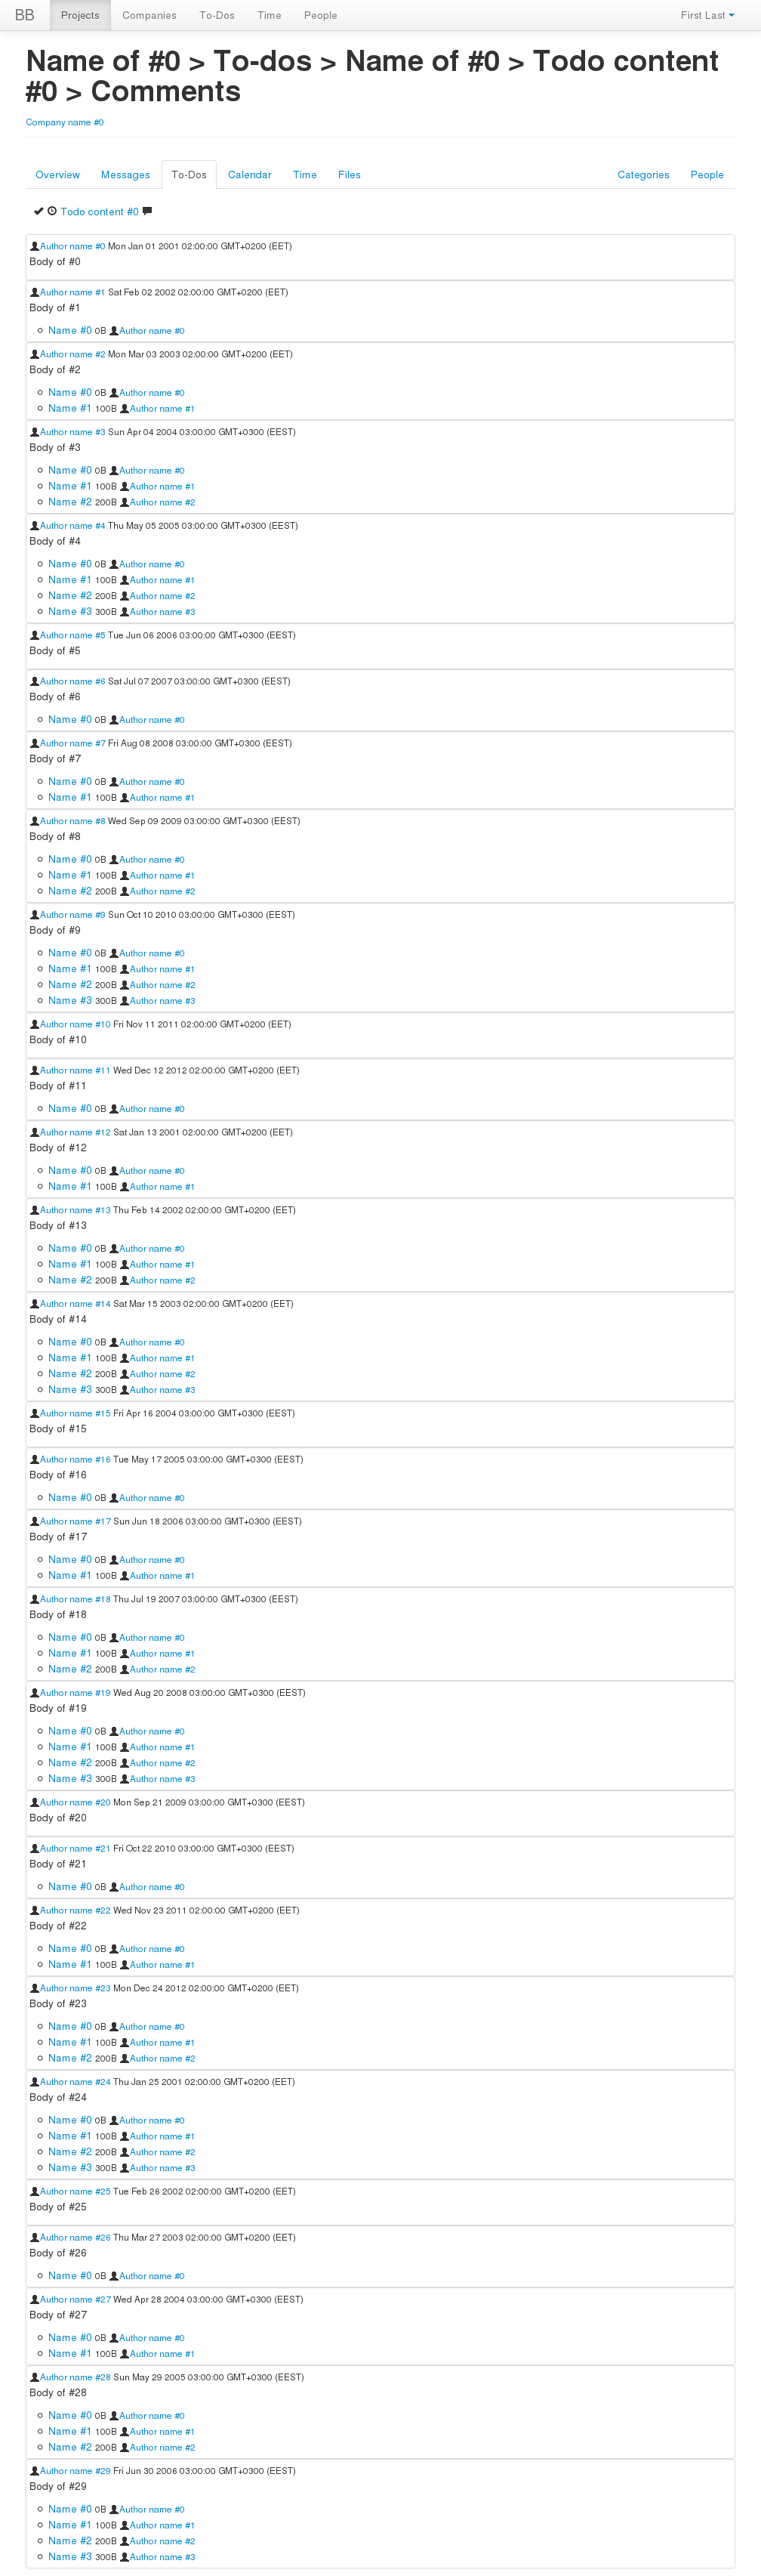 BB Projects Companies To-Dos Time People First Last
Name of #0 > To-dos > Name of #0 > Todo content
#0 > Comments
Company name #0
Overview Messages To-Dos Calendar Time Files Categories People
Todo content #0
Author name #0 Mon Jan 01 2001 02:00:00 GMT+0200 (EET)
Body of #0
Author name #1 Sat Feb 02 2002 02:00:00 GMT+0200 (EET)
Body of #1
Name #0 0B Author name #0
Author name #2 Mon Mar 03 2003 02:00:00 GMT+0200 (EET)
Body of #2
Name #0 0B Author name #0
Name #1 100B Author name #1
Author name #3 Sun Apr 04 2004 03:00:00 GMT+0300 (EEST)
Body of #3
Name #0 0B Author name #0
Name #1 100B Author name #1
Name #2 200B Author name #2
Author name #4 Thu May 05 2005 03:00:00 GMT+0300 (EEST)
Body of #4
Name #0 0B Author name #0
Name #1 100B Author name #1
Name #2 200B Author name #2
Name #3 300B Author name #3
Author name #5 Tue Jun 06 2006 03:00:00 GMT+0300 (EEST)
Body of #5
Author name #6 Sat Jul 07 2007 03:00:00 GMT+0300 (EEST)
Body of #6
Name #0 0B Author name #0
Author name #7 Fri Aug 08 2008 03:00:00 GMT+0300 (EEST)
Body of #7
Name #0 0B Author name #0
Name #1 100B Author name #1
Author name #8 Wed Sep 09 2009 03:00:00 GMT+0300 (EEST)
Body of #8
Name #0 0B Author name #0
Name #1 100B Author name #1
Name #2 200B Author name #2
Author name #9 Sun Oct 10 2010 03:00:00 GMT+0300 (EEST)
Body of #9
Name #0 0B Author name #0
Name #1 100B Author name #1
Name #2 200B Author name #2
Name #3 300B Author name #3
Author name #10 Fri Nov 11 2011 02:00:00 GMT+0200 (EET)
Body of #10
Author name #11 Wed Dec 12 2012 02:00:00 GMT+0200 (EET)
Body of #11
Name #0 0B Author name #0
Author name #12 Sat Jan 13 2001 02:00:00 GMT+0200 (EET)
Body of #12
Name #0 0B Author name #0
Name #1 100B Author name #1
Author name #13 Thu Feb 14 2002 02:00:00 GMT+0200 (EET)
Body of #13
Name #0 0B Author name #0
Name #1 100B Author name #1
Name #2 200B Author name #2
Author name #14 Sat Mar 15 2003 02:00:00 GMT+0200 (EET)
Body of #14
Name #0 0B Author name #0
Name #1 100B Author name #1
Name #2 200B Author name #2
Name #3 300B Author name #3
Author name #15 Fri Apr 16 2004 03:00:00 GMT+0300 (EEST)
Body of #15
Author name #16 Tue May 17 2005 03:00:00 GMT+0300 (EEST)
Body of #16
Name #0 0B Author name #0
Author name #17 Sun Jun 18 2006 03:00:00 GMT+0300 (EEST)
Body of #17
Name #0 0B Author name #0
Name #1 100B Author name #1
Author name #18 Thu Jul 19 2007 03:00:00 GMT+0300 (EEST)
Body of #18
Name #0 0B Author name #0
Name #1 100B Author name #1
Name #2 200B Author name #2
Author name #19 Wed Aug 20 2008 03:00:00 GMT+0300 (EEST)
Body of #19
Name #0 0B Author name #0
Name #1 100B Author name #1
Name #2 200B Author name #2
Name #3 300B Author name #3
Author name #20 Mon Sep 21 2009 03:00:00 GMT+0300 (EEST)
Body of #20
Author name #21 Fri Oct 22 2010 03:00:00 GMT+0300 (EEST)
Body of #21
Name #0 0B Author name #0
Author name #22 Wed Nov 23 2011 02:00:00 GMT+0200 (EET)
Body of #22
Name #0 0B Author name #0
Name #1 100B Author name #1
Author name #23 Mon Dec 24 2012 02:00:00 GMT+0200 (EET)
Body of #23
Name #0 0B Author name #0
Name #1 100B Author name #1
Name #2 200B Author name #2
Author name #24 Thu Jan 25 2001 02:00:00 GMT+0200 (EET)
Body of #24
Name #0 0B Author name #0
Name #1 100B Author name #1
Name #2 200B Author name #2
Name #3 300B Author name #3
Author name #25 Tue Feb 26 2002 02:00:00 GMT+0200 (EET)
Body of #25
Author name #26 Thu Mar 27 2003 02:00:00 GMT+0200 (EET)
Body of #26
Name #0 0B Author name #0
Author name #27 Wed Apr 28 2004 03:00:00 GMT+0300 (EEST)
Body of #27
Name #0 0B Author name #0
Name #1 100B Author name #1
Author name #28 Sun May 29 2005 03:00:00 GMT+0300 (EEST)
Body of #28
Name #0 0B Author name #0
Name #1 100B Author name #1
Name #2 200B Author name #2
Author name #29 Fri Jun 30 2006 03:00:00 GMT+0300 (EEST)
Body of #29
Name #0 0B Author name #0
Name #1 100B Author name #1
Name #2 200B Author name #2
Name #3 300B Author name #3